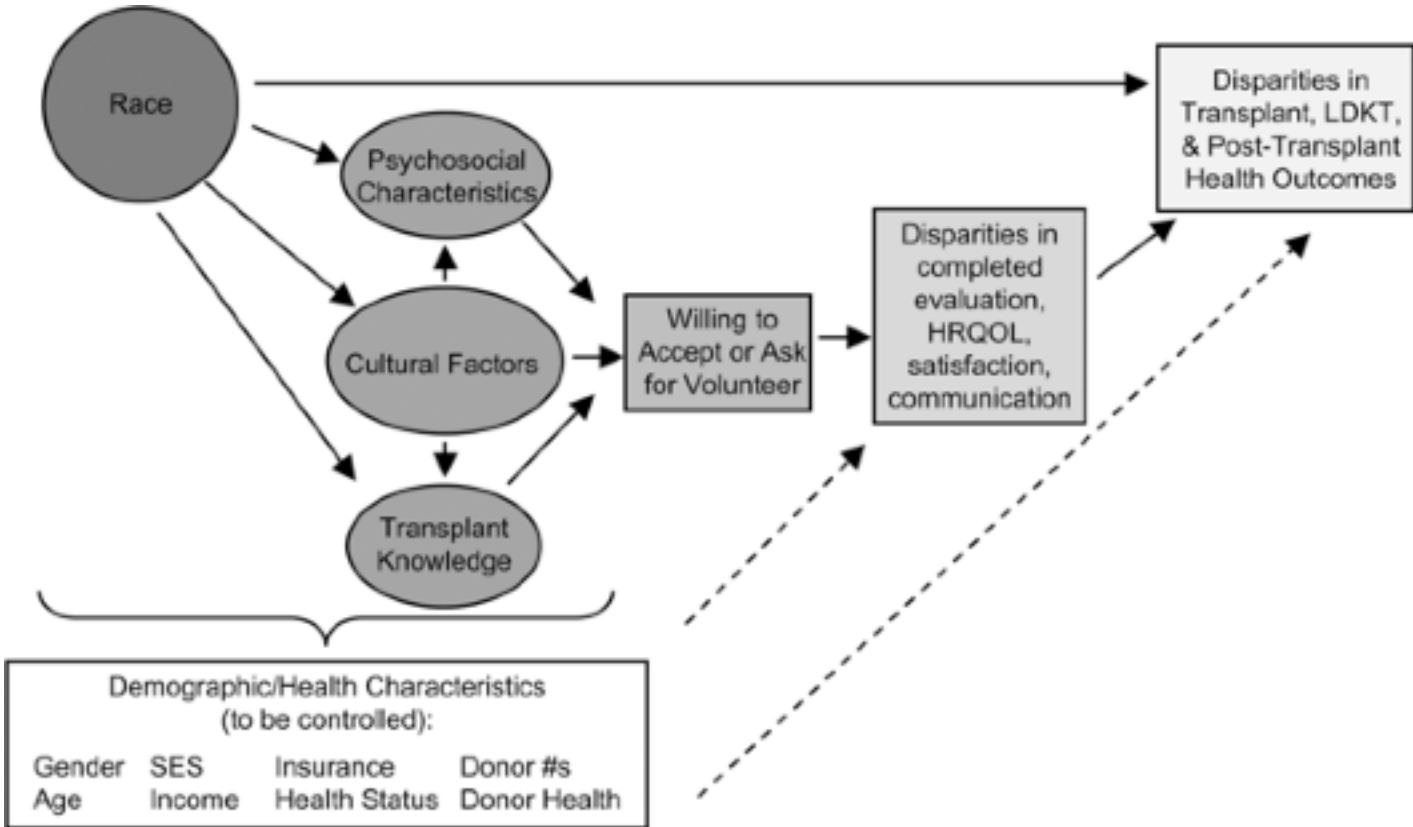 Race
Disparities in
Transplant, LDKT,
& Post-Transplant
Health Outcomes
Psychosocial
Characteristics
Cultural Factors
Transplant
Knowledge
Willing to
Accept or Ask
for Volunteer
Disparities in
completed
evaluation,
HRQOL,
satisfaction,
communication
Demographic/Health Characteristics
(to be controlled):
Gender SES Insurance Donor #s
Age Income Health Status Donor Health